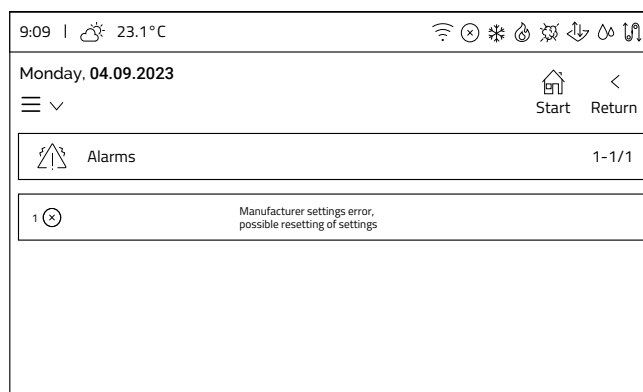 9:09 | 23.1°C
Monday, 04.09.2023
Start Return
Alarms 1-1/1
1 Manufacturer settings error,
possible resetting of settings